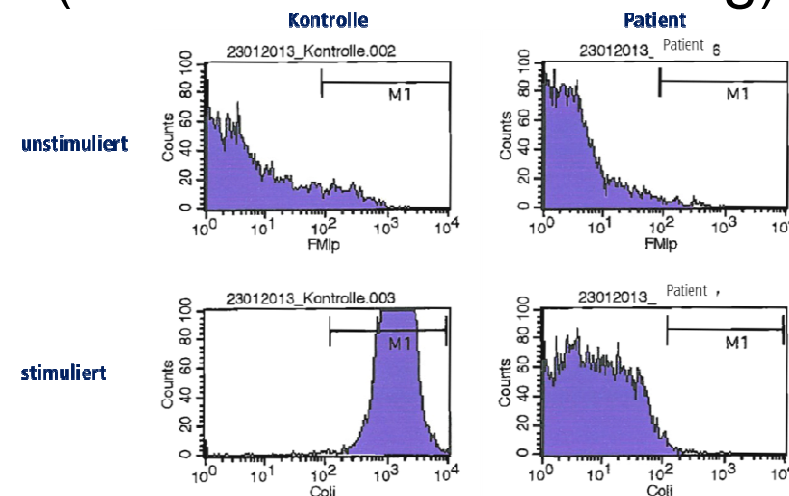 Kontrolle Patient
23012013_Kontrolle.002 23012013_ Patient 6
unstimuliert
Counts 100 80 60 40 20 0 M1
10^0 10^1 10^2 10^3 10^4
FMlp
Counts 100 80 60 40 20 0 M1
10^0 10^1 10^2 10^3 10
FMlp
23012013_Kontrolle.003 23012013_ Patient
stimuliert
Counts 100 80 60 40 20 0 M1
10^0 10^1 10^2 10^3 10^4
Coli
Counts 100 80 60 40 20 0 M1
10^0 10^1 10^2 10^3 10
Coli